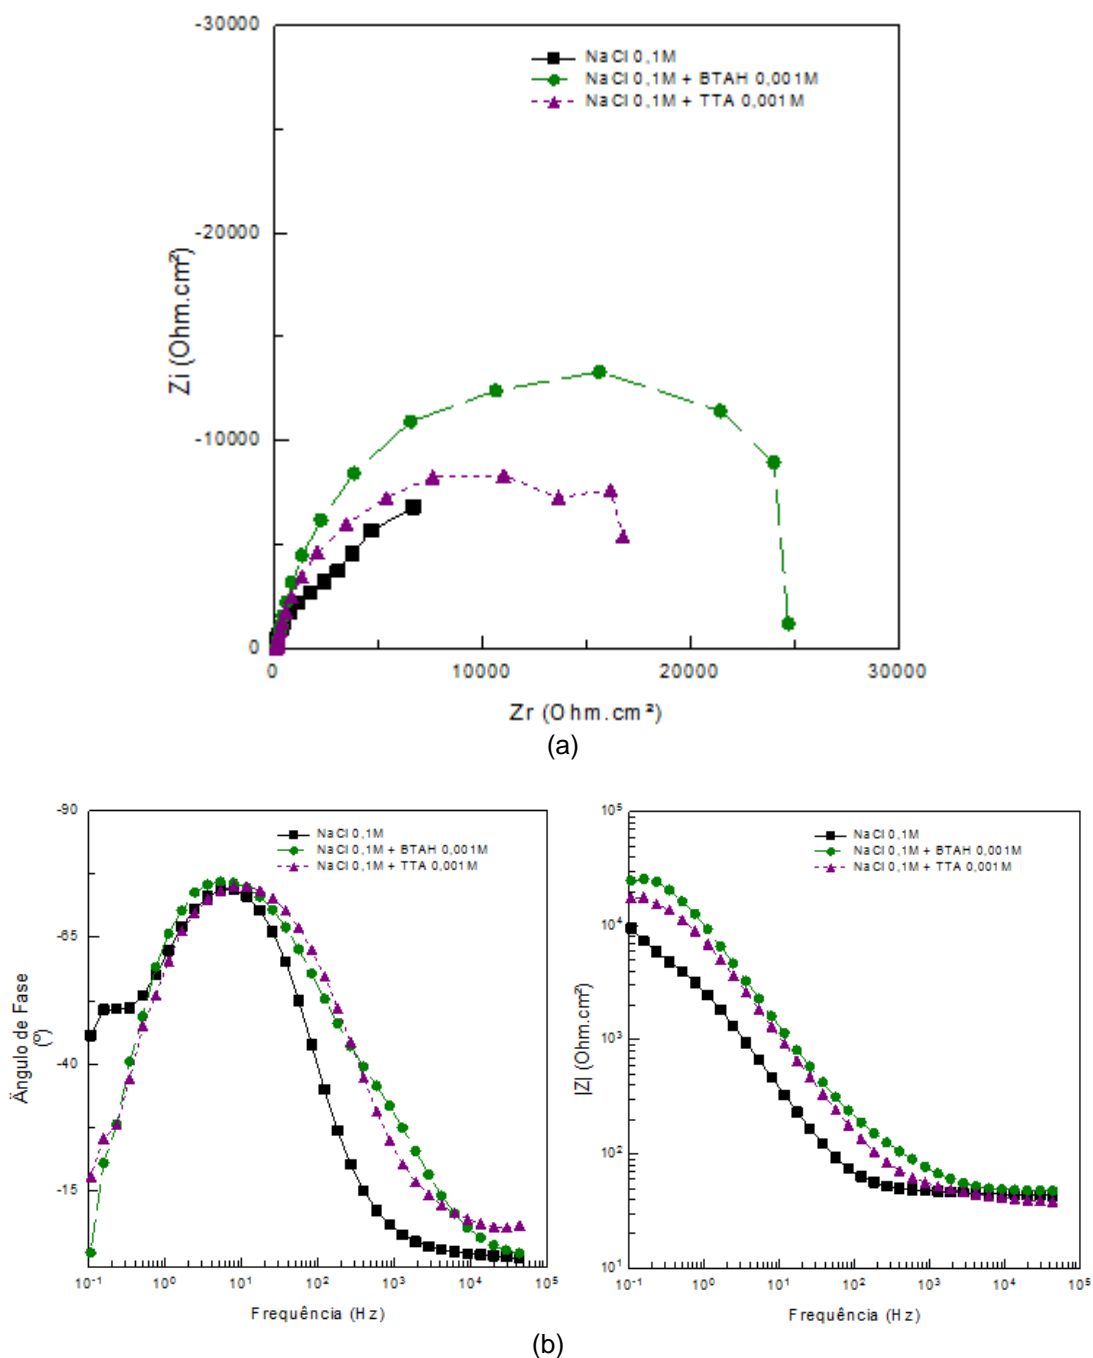 -30000
NaCl 0,1M
NaCl 0,1M + BTAH 0,001M
NaCl 0,1M + TTA 0,001M
-20000
Zi (Ohm.cm²)
-10000
0
0 10000 20000 30000
Zr (Ohm.cm²)
(a)
-90
NaCl 0,1M
NaCl 0,1M + BTAH 0,001M
NaCl 0,1M + TTA 0,001M
-65
Ângulo de Fase
(º)
-40
-15
10⁻¹ 10⁰ 10¹ 10² 10³ 10⁴ 10⁵
Frequência (Hz)
10⁵
NaCl 0,1M
NaCl 0,1M + BTAH 0,001M
NaCl 0,1M + TTA 0,001M
10⁴
|Z| (Ohm.cm²)
10³
10²
10¹
10⁻¹ 10⁰ 10¹ 10² 10³ 10⁴ 10⁵
Frequência (Hz)
(b)